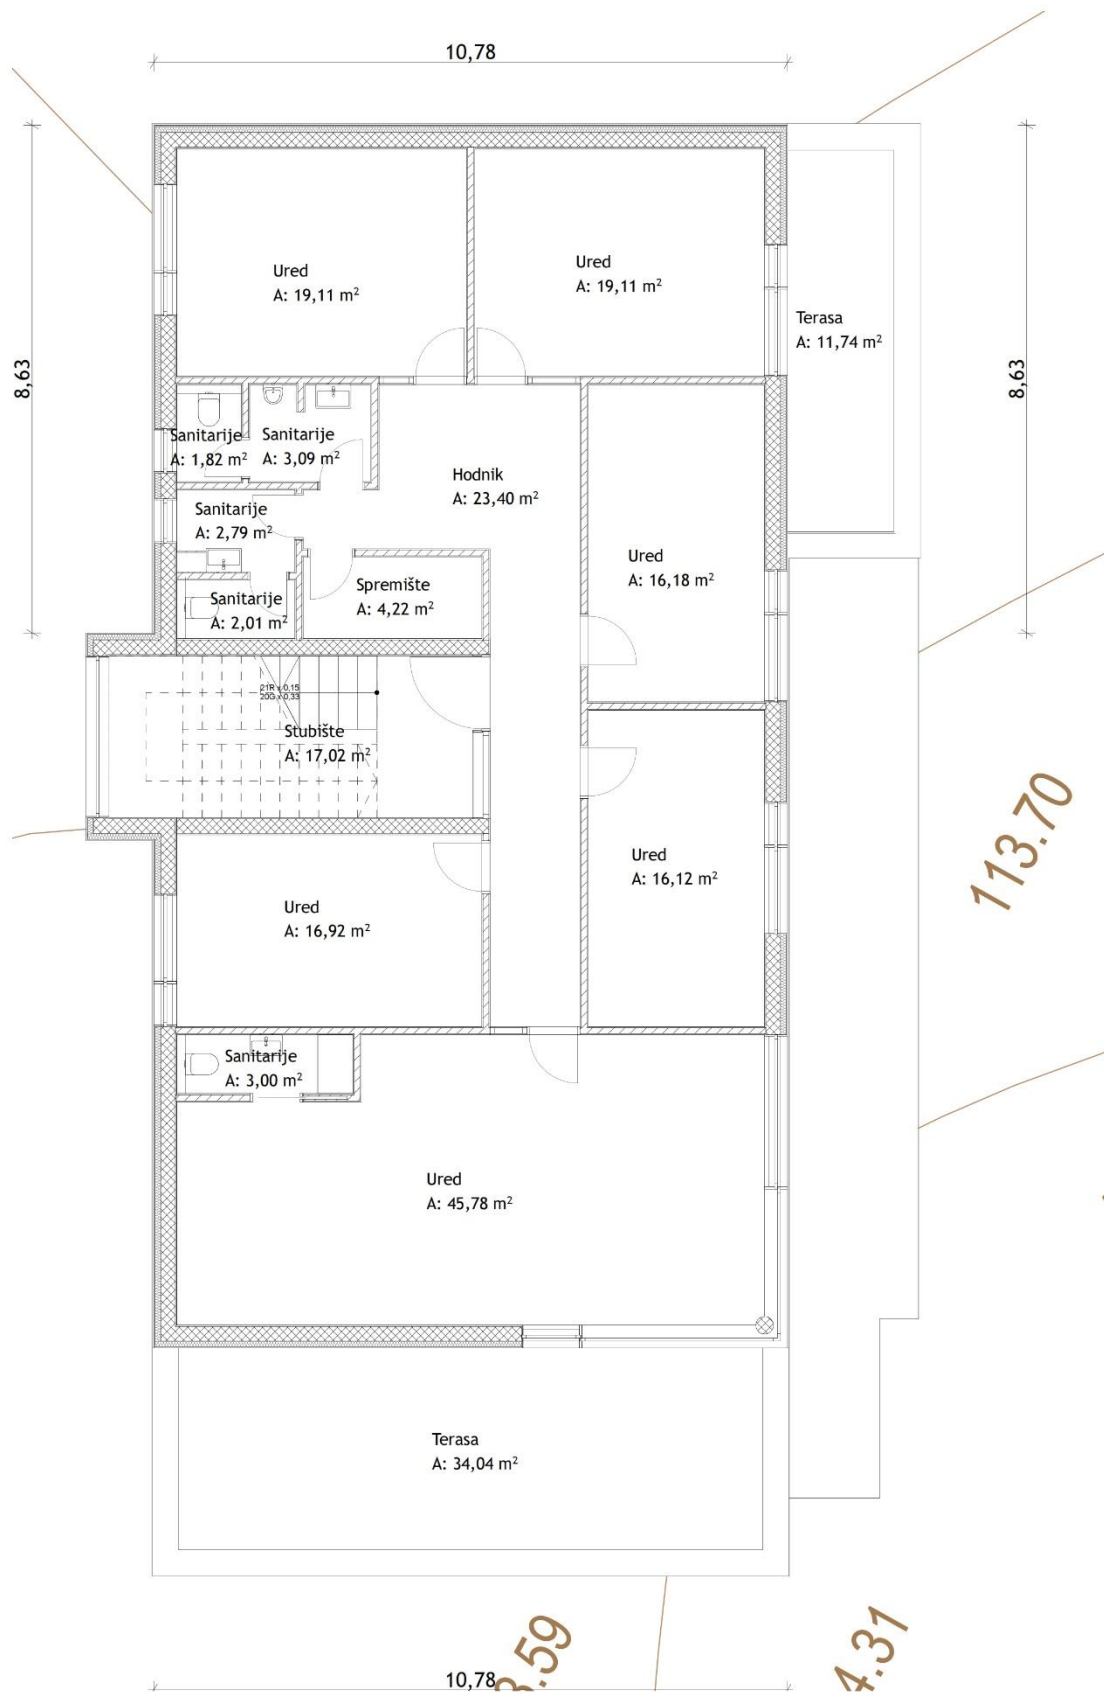 10,78
8,63
8,63
Ured
A: 19,11 m²
Ured
A: 19,11 m²
Terasa
A: 11,74 m²
Sanitarije
A: 1,82 m²
Sanitarije
A: 3,09 m²
Hodnik
A: 23,40 m²
Sanitarije
A: 2,79 m²
Ured
A: 16,18 m²
Spremište
A: 4,22 m²
Sanitarije
A: 2,01 m²
21R x 0,15
20G x 0,33
Stubište
A: 17,02 m²
113.70
Ured
A: 16,12 m²
Ured
A: 16,92 m²
Sanitarije
A: 3,00 m²
Ured
A: 45,78 m²
Terasa
A: 34,04 m²
3.59
4.31
10,78